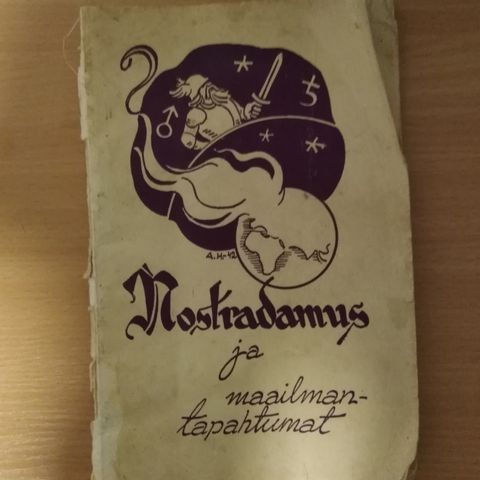 A.H-42
Nostradamus
ja
maailman-
tapahtumat